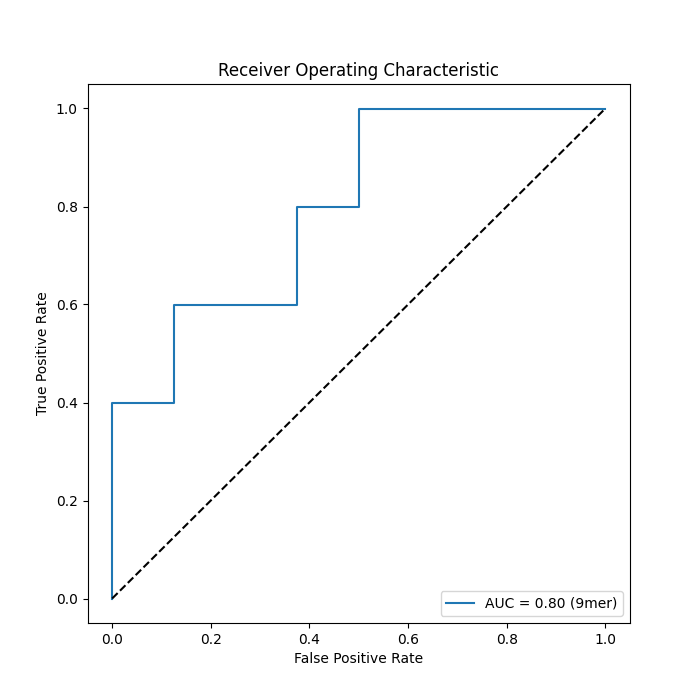 Receiver Operating Characteristic
1.0
0.8
0.6
0.4
0.2
0.0
True Positive Rate
AUC = 0.80 (9mer)
0.0 0.2 0.4 0.6 0.8 1.0
False Positive Rate